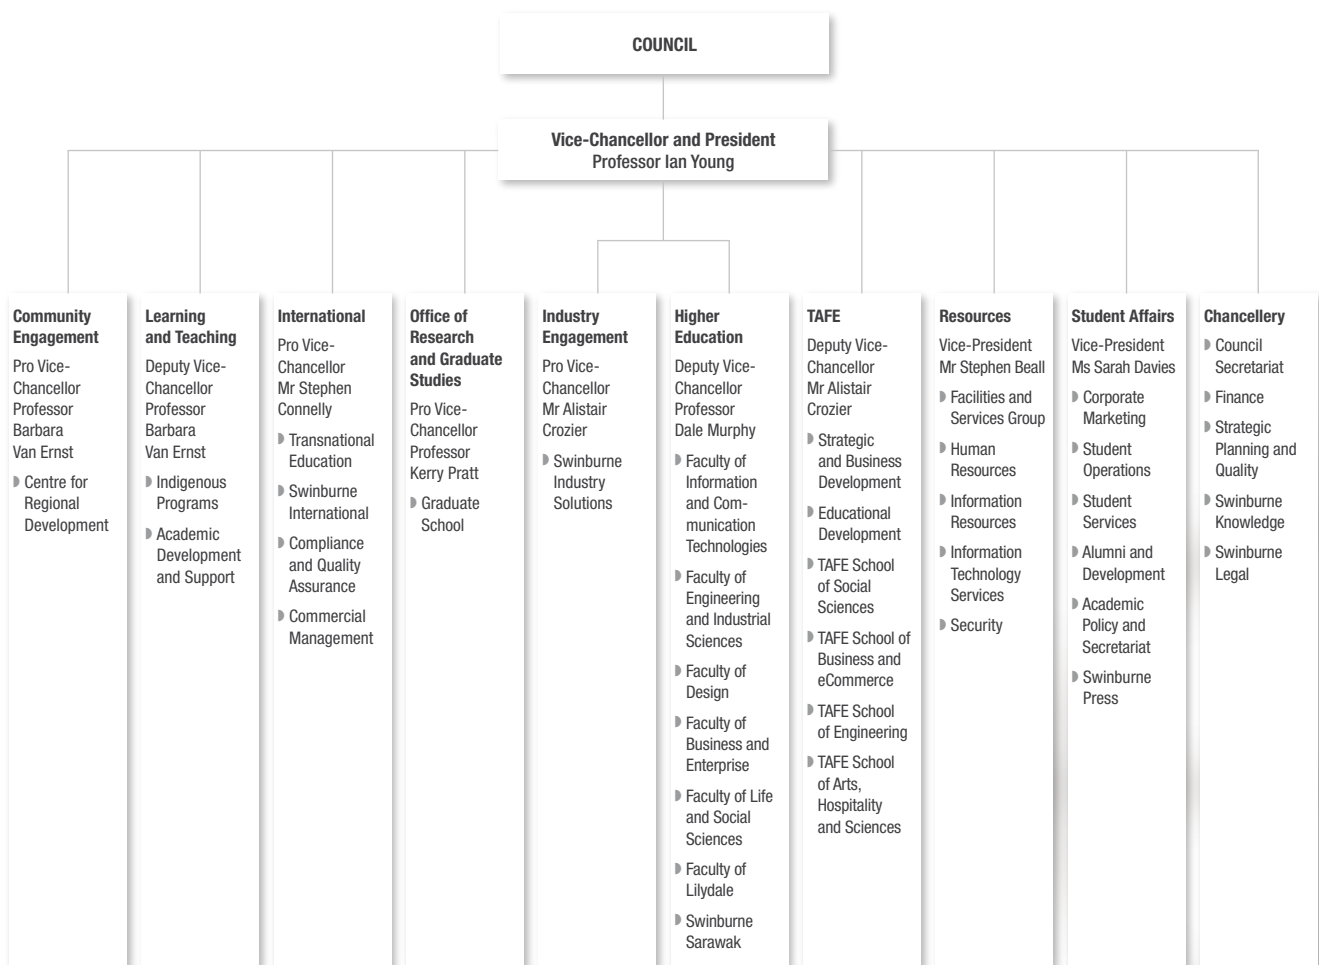 COUNCIL
Vice-Chancellor and President
Professor Ian Young
Community
Engagement
Pro Vice-
Chancellor
Professor
Barbara
Van Ernst
Centre for
Regional
Development
Learning
and Teaching
Deputy Vice-
Chancellor
Professor
Barbara
Van Ernst
Indigenous
Programs
Academic
Development
and Support
International
Pro Vice-
Chancellor
Mr Stephen
Connelly
Transnational
Education
Swinburne
International
Compliance
and Quality
Assurance
Commercial
Management
Office of
Research
and Graduate
Studies
Pro Vice-
Chancellor
Professor
Kerry Pratt
Graduate
School
Industry
Engagement
Pro Vice-
Chancellor
Mr Alistair
Crozier
Swinburne
Industry
Solutions
Higher
Education
Deputy Vice-
Chancellor
Professor
Dale Murphy
Faculty of
Information
and Com-
munication
Technologies
Faculty of
Engineering
and Industrial
Sciences
Faculty of
Design
Faculty of
Business and
Enterprise
Faculty of Life
and Social
Sciences
Faculty of
Lilydale
Swinburne
Sarawak
TAFE
Deputy Vice-
Chancellor
Mr Alistair
Crozier
Strategic
and Business
Development
Educational
Development
TAFE School
of Social
Sciences
TAFE School of
Business and
eCommerce
TAFE School
of Engineering
TAFE School
of Arts,
Hospitality
and Sciences
Resources
Vice-President
Mr Stephen Beall
Facilities and
Services Group
Human
Resources
Information
Resources
Information
Technology
Services
Security
Student Affairs
Vice-President
Ms Sarah Davies
Corporate
Marketing
Student
Operations
Student
Services
Alumni and
Development
Academic
Policy and
Secretariat
Swinburne
Press
Chancellery
Council
Secretariat
Finance
Strategic
Planning and
Quality
Swinburne
Knowledge
Swinburne
Legal